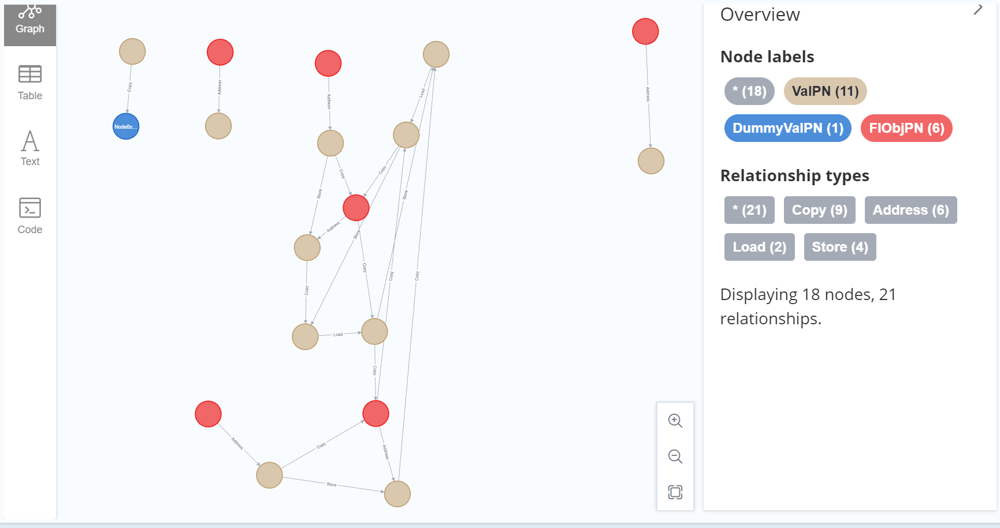 Graph
Table
Text
Code
Copy
Node0x...
Address
Address
Load
Address
Copy
Copy
Store
Store
Address
Store
Copy
Copy
Copy
Copy
Load
Copy
Address
Copy
Address
Store
Overview
Node labels
* (18) ValPN (11)
DummyValPN (1) FIObjPN (6)
Relationship types
* (21) Copy (9) Address (6)
Load (2) Store (4)
Displaying 18 nodes, 21
relationships.